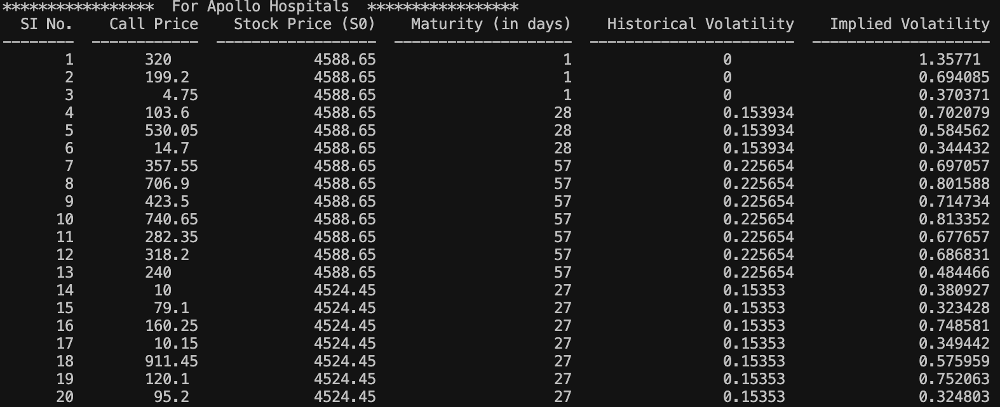 *****************  For Apollo Hospitals  *****************
  SI No.    Call Price    Stock Price (S0)    Maturity (in days)    Historical Volatility    Implied Volatility
--------  ------------  ------------------  --------------------  -----------------------  --------------------
       1        320                4588.65                     1                 0                     1.35771
       2        199.2              4588.65                     1                 0                     0.694085
       3          4.75             4588.65                     1                 0                     0.370371
       4        103.6              4588.65                    28                 0.153934              0.702079
       5        530.05             4588.65                    28                 0.153934              0.584562
       6         14.7              4588.65                    28                 0.153934              0.344432
       7        357.55             4588.65                    57                 0.225654              0.697057
       8        706.9              4588.65                    57                 0.225654              0.801588
       9        423.5              4588.65                    57                 0.225654              0.714734
      10        740.65             4588.65                    57                 0.225654              0.813352
      11        282.35             4588.65                    57                 0.225654              0.677657
      12        318.2              4588.65                    57                 0.225654              0.686831
      13        240                4588.65                    57                 0.225654              0.484466
      14         10                4524.45                    27                 0.15353               0.380927
      15         79.1              4524.45                    27                 0.15353               0.323428
      16        160.25             4524.45                    27                 0.15353               0.748581
      17         10.15             4524.45                    27                 0.15353               0.349442
      18        911.45             4524.45                    27                 0.15353               0.575959
      19        120.1              4524.45                    27                 0.15353               0.752063
      20         95.2              4524.45                    27                 0.15353               0.324803